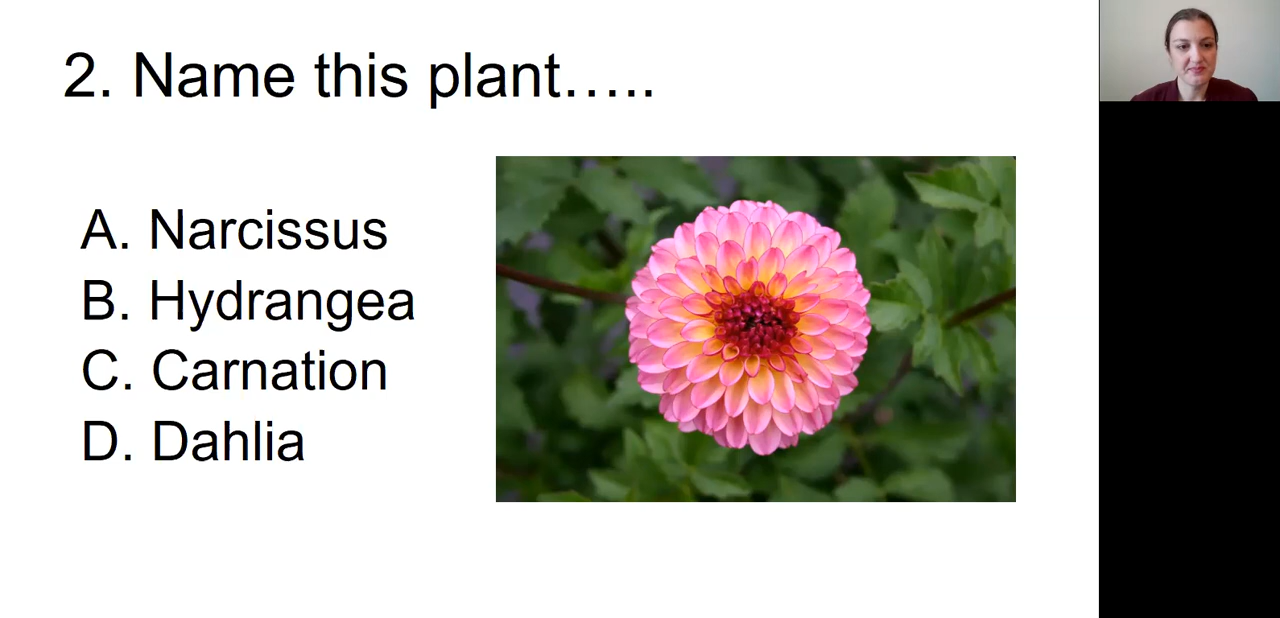 2. Name this plant…..
A. Narcissus
B. Hydrangea
C. Carnation
D. Dahlia